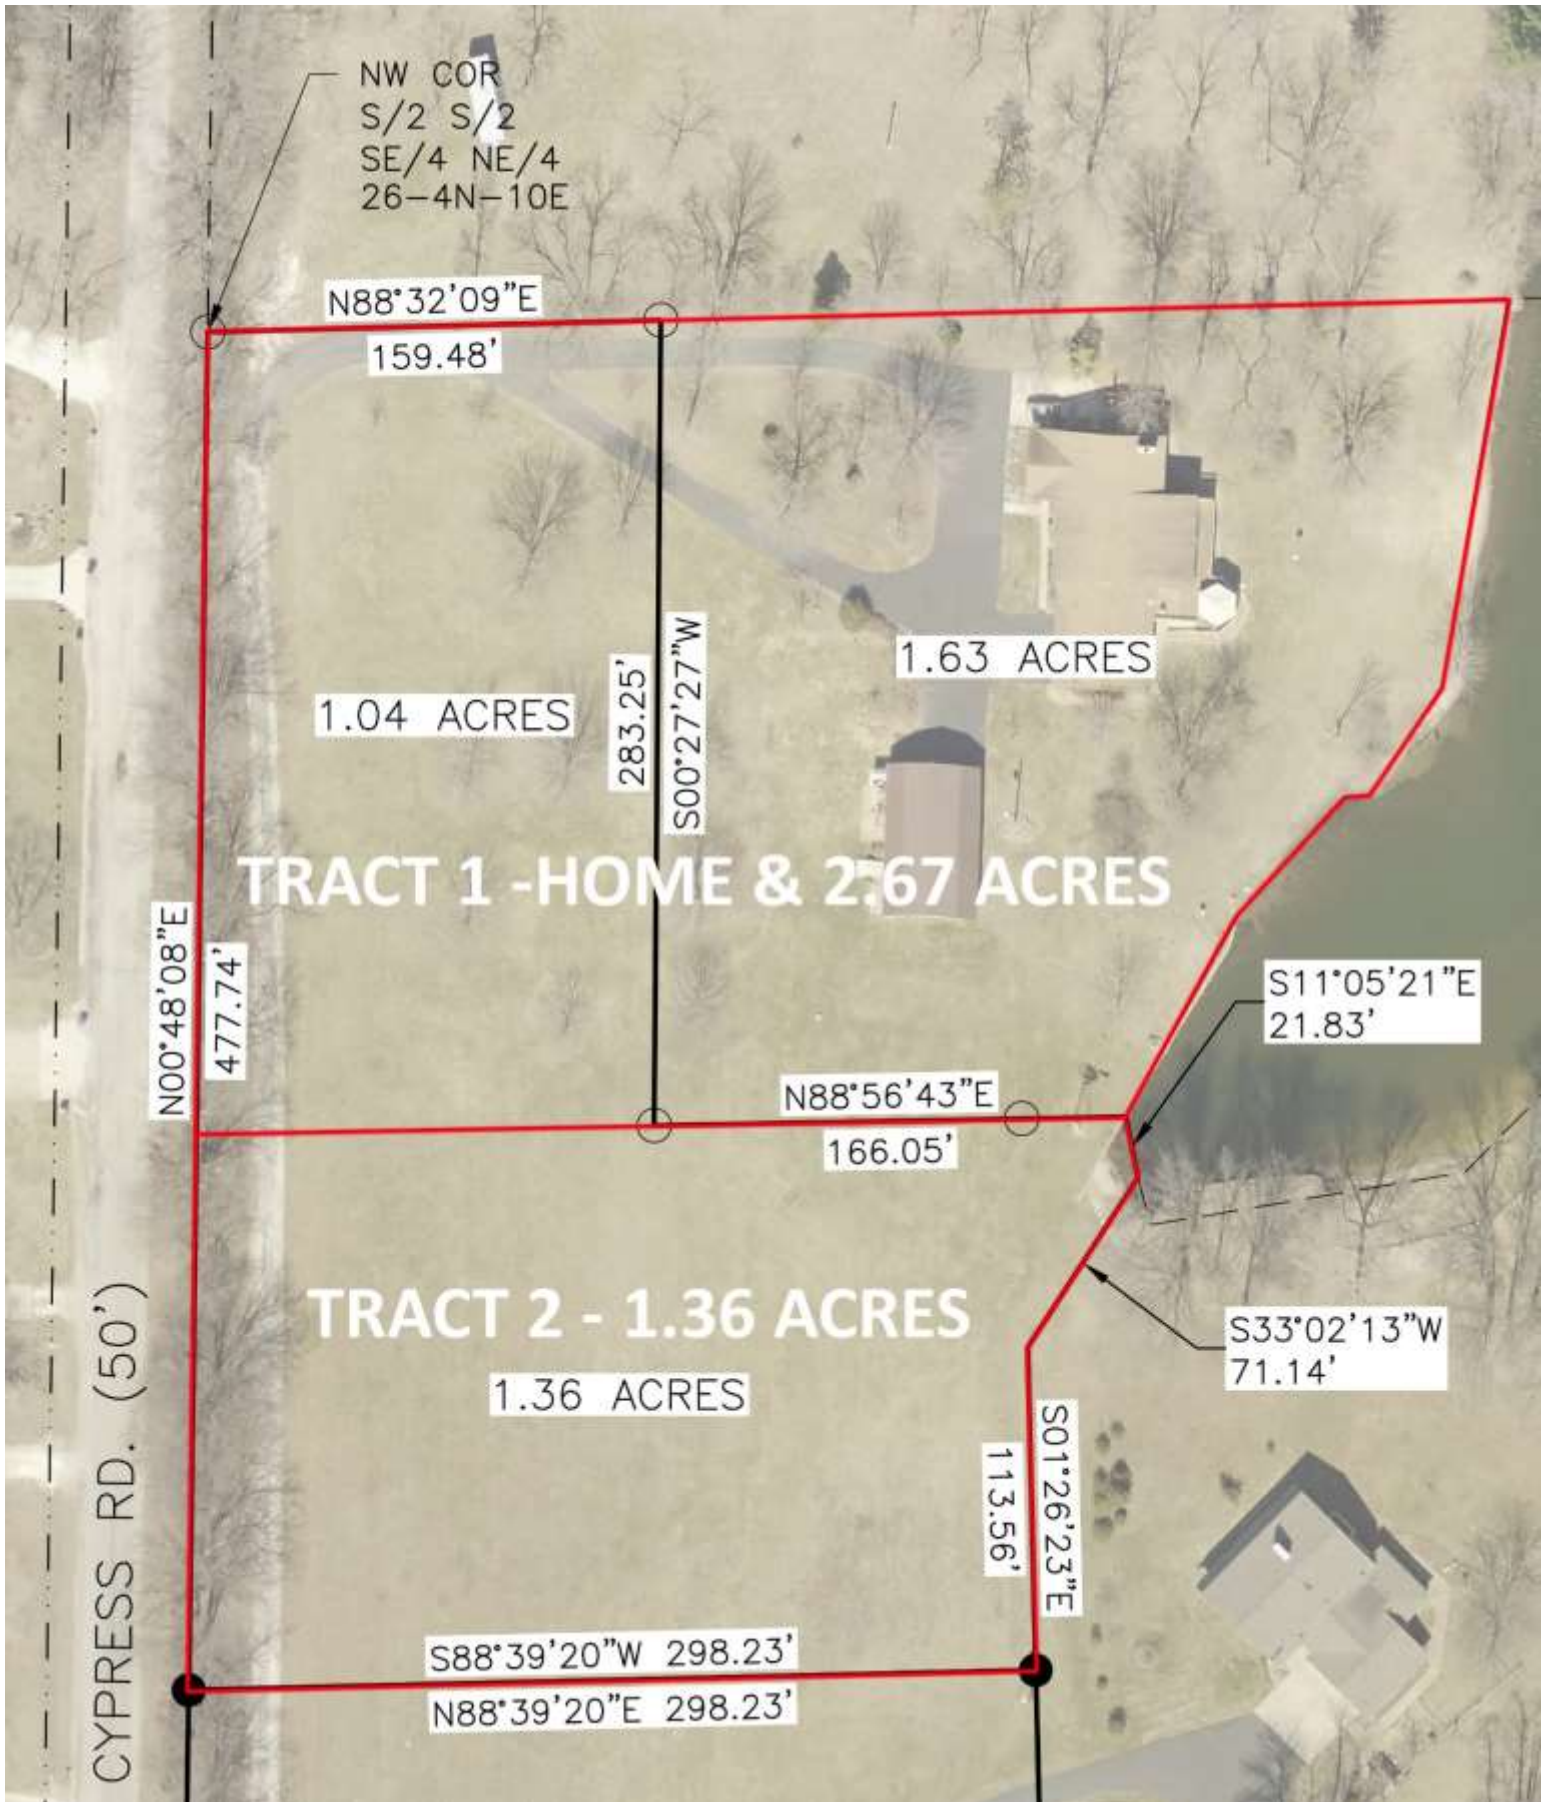 NW COR
S/2 S/2
SE/4 NE/4
26-4N-10E
N88°32'09"E
159.48'
1.63 ACRES
283.25'
S00°27'27"W
1.04 ACRES
TRACT 1 -HOME & 2.67 ACRES
N00°48'08"E
477.74'
S11°05'21"E
21.83'
N88°56'43"E
166.05'
TRACT 2 - 1.36 ACRES
S33°02'13"W
71.14'
1.36 ACRES
113.56'
S01°26'23"E
CYPRESS RD. (50')
S88°39'20"W 298.23'
N88°39'20"E 298.23'